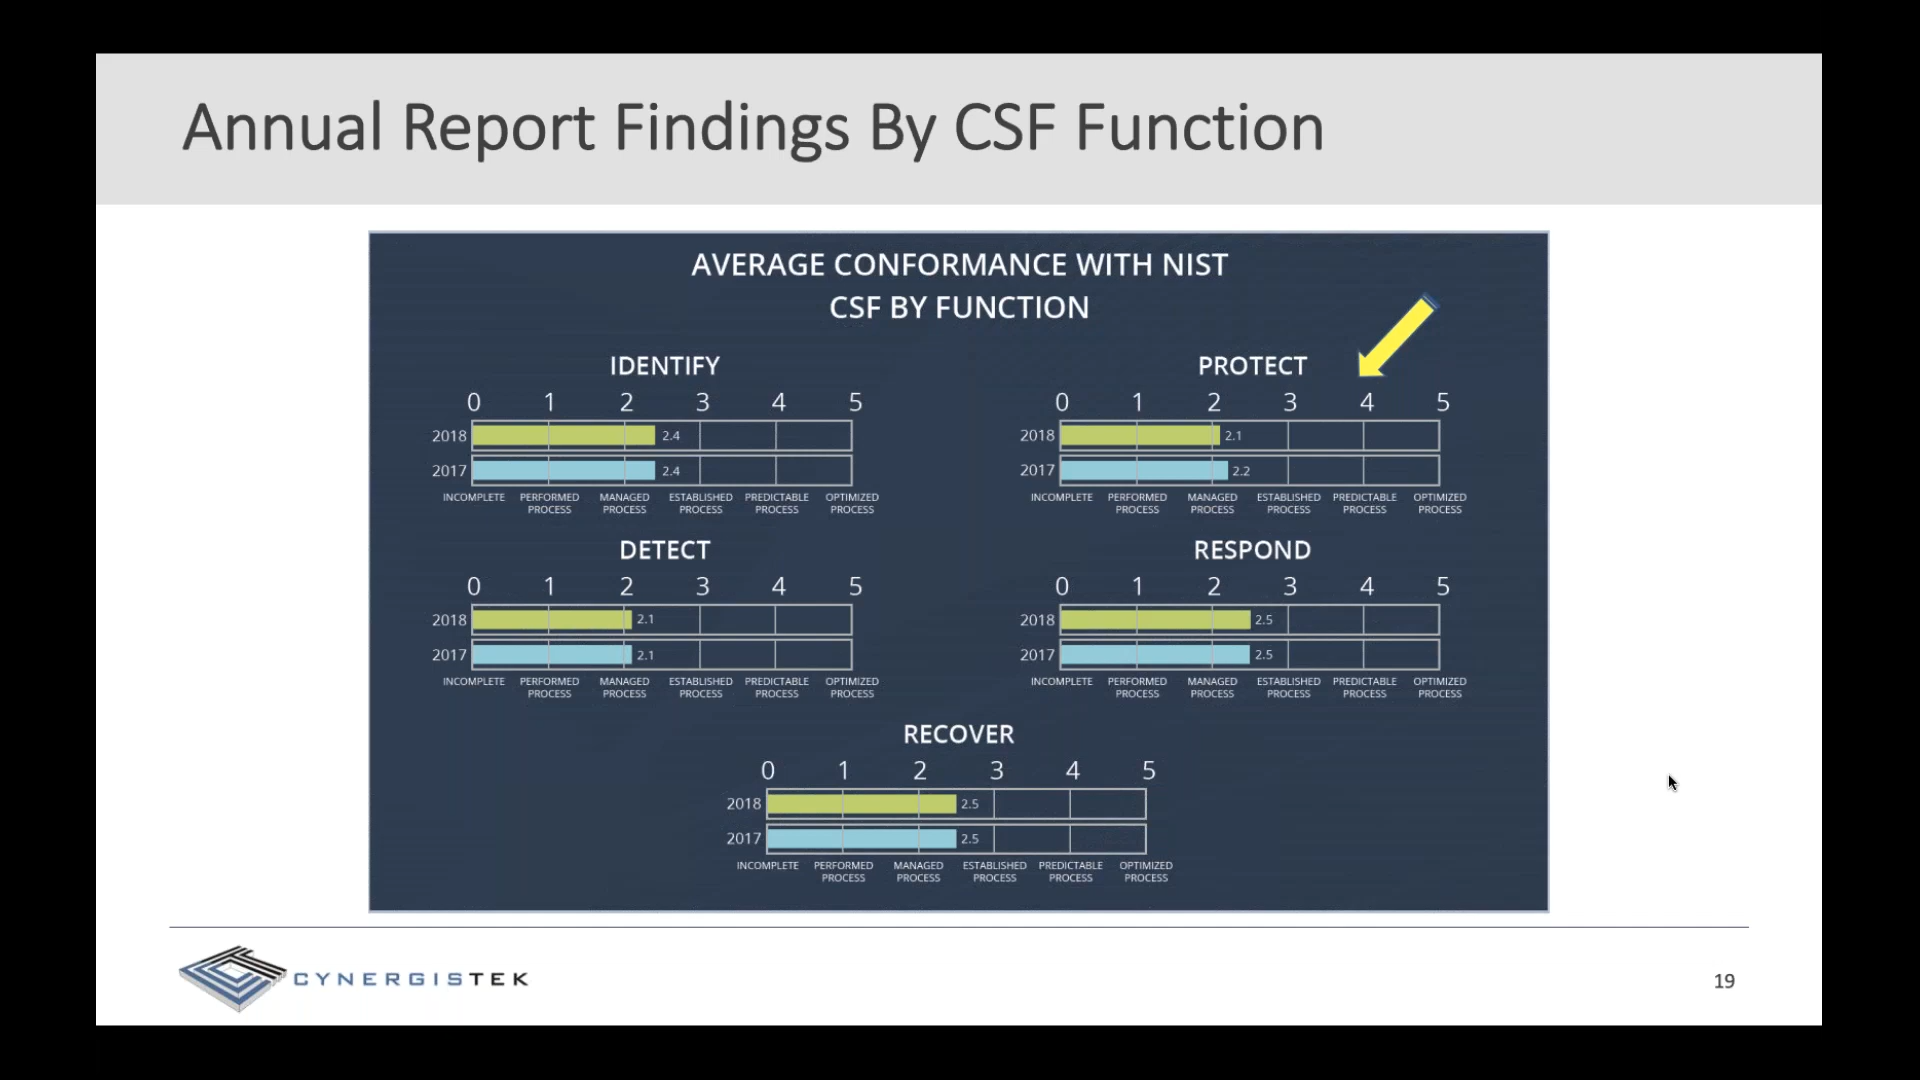 Annual Report Findings By CSF Function
AVERAGE CONFORMANCE WITH NIST
CSF BY FUNCTION
IDENTIFY
0 1 2 3 4 5
2018 2.4
2017 2.4
INCOMPLETE PERFORMED MANAGED ESTABLISHED PREDICTABLE OPTIMIZED
PROCESS PROCESS PROCESS PROCESS PROCESS
PROTECT
0 1 2 3 4 5
2018 2.1
2017 2.2
INCOMPLETE PERFORMED MANAGED ESTABLISHED PREDICTABLE OPTIMIZED
PROCESS PROCESS PROCESS PROCESS PROCESS
DETECT
0 1 2 3 4 5
2018 2.1
2017 2.1
INCOMPLETE PERFORMED MANAGED ESTABLISHED PREDICTABLE OPTIMIZED
PROCESS PROCESS PROCESS PROCESS PROCESS
RESPOND
0 1 2 3 4 5
2018 2.5
2017 2.5
INCOMPLETE PERFORMED MANAGED ESTABLISHED PREDICTABLE OPTIMIZED
PROCESS PROCESS PROCESS PROCESS PROCESS
RECOVER
0 1 2 3 4 5
2018 2.5
2017 2.5
INCOMPLETE PERFORMED MANAGED ESTABLISHED PREDICTABLE OPTIMIZED
PROCESS PROCESS PROCESS PROCESS PROCESS
CYNERGISTEK
19